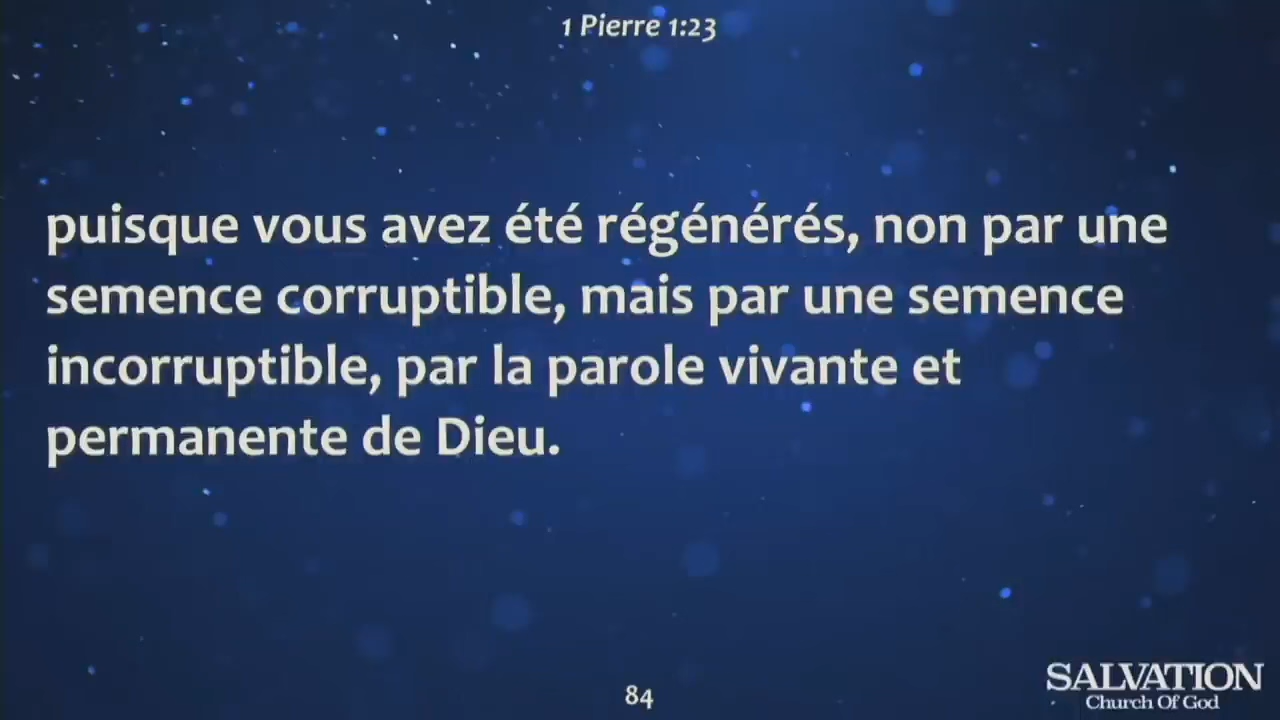 1 Pierre 1:23
puisque vous avez été régénérés, non par une
semence corruptible, mais par une semence
incorruptible, par la parole vivante et
permanente de Dieu.
84
SALVATION
Church Of God